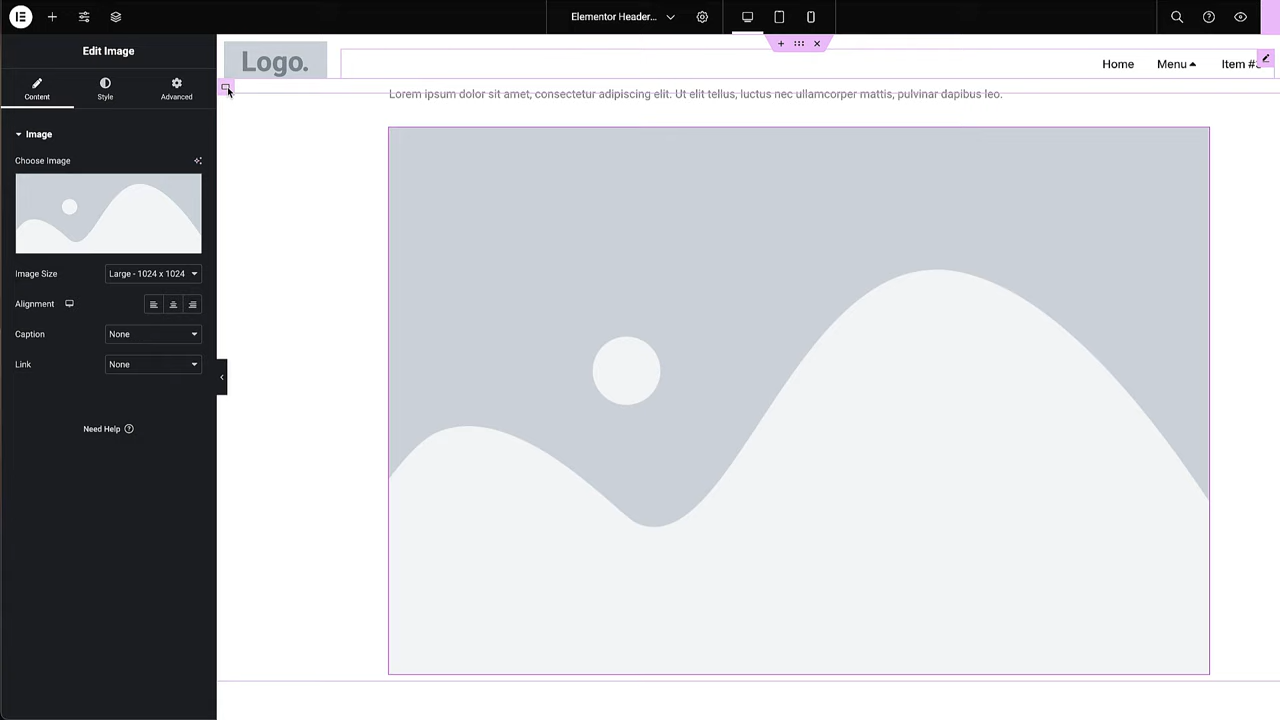 Elementor Header...
Edit Image
Logo.
Home
Menu
Item #
Content
Style
Advanced
Lorem ipsum dolor sit amet, consectetur adipiscing elit. Ut elit tellus, luctus nec ullamcorper mattis, pulvinar dapibus leo.
Image
Choose Image
Image Size
Large - 1024 x 1024
Alignment
Caption
None
Link
None
Need Help